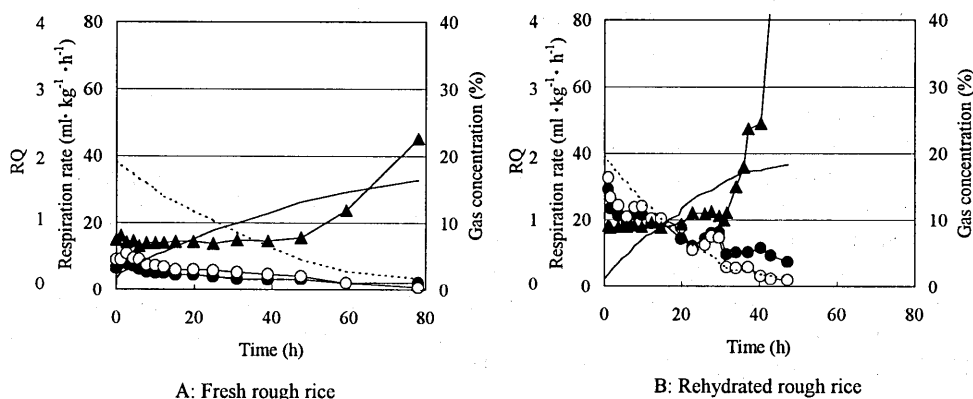 4 80 40
3 60 30
2 40 20
1 20 10
0 0 0
RQ
Respiration rate (ml・kg⁻¹・h⁻¹)
Gas concentration (%)
0 20 40 60 80
Time (h)
A: Fresh rough rice
4 80 40
3 60 30
2 40 20
1 20 10
0 0 0
RQ
Respiration rate (ml・kg⁻¹・h⁻¹)
Gas concentration (%)
0 20 40 60 80
Time (h)
B: Rehydrated rough rice